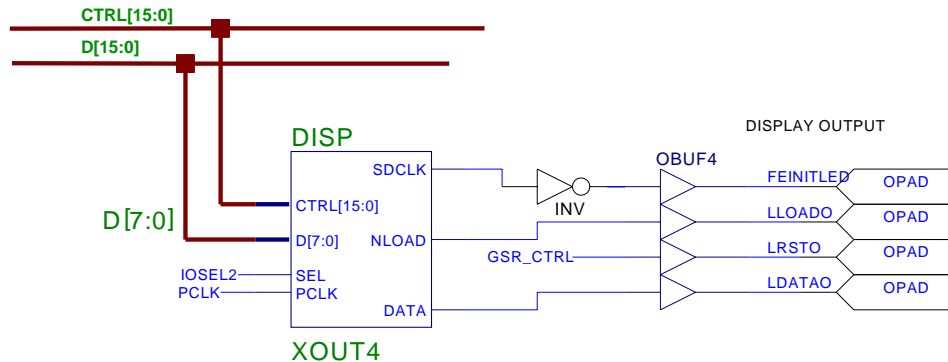 CTRL[15:0]
D[15:0]
DISPLAY OUTPUT
DISP
OBUF4
SDCLK
INV
FEINITLED
OPAD
CTRL[15:0]
D[7:0]
D[7:0]
NLOAD
LLOADO
OPAD
GSR_CTRL
LRSTO
OPAD
IOSEL2
SEL
PCLK
PCLK
DATA
LDATAO
OPAD
XOUT4